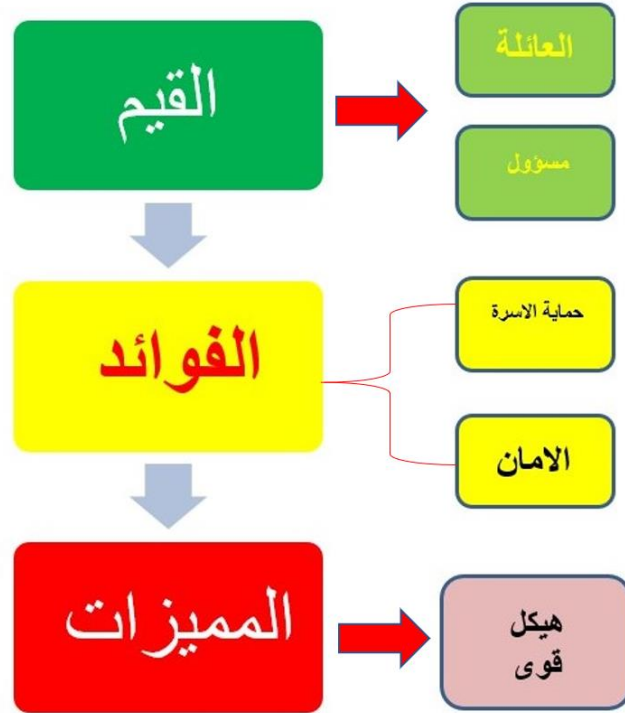 القيم
العائلة
مسؤول
الفوائد
حماية الاسرة
الامان
المميزات
هيكل
قوى